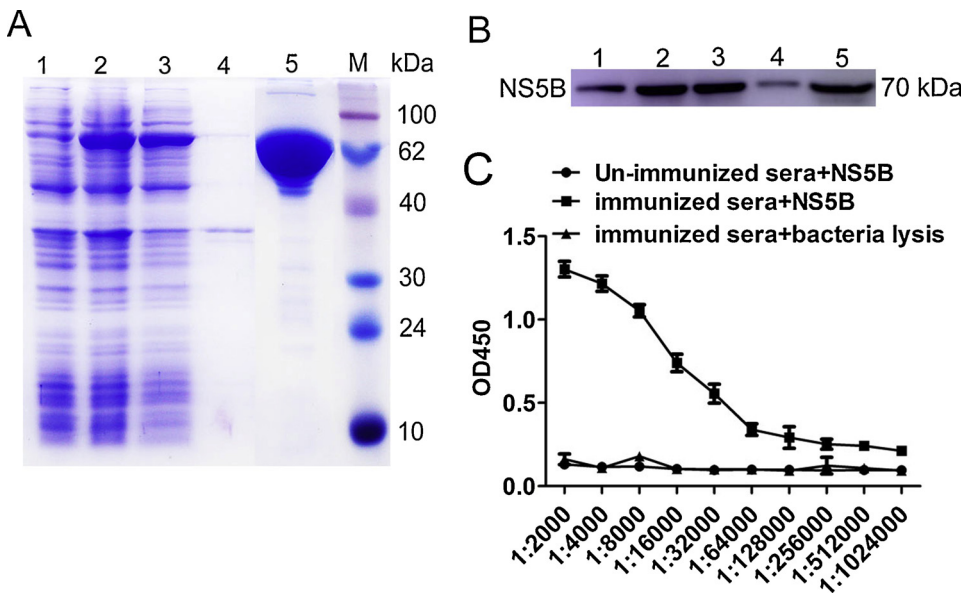 A
1 2 3 4 5 M kDa
100
62
40
30
24
10
B
1 2 3 4 5
NS5B 70 kDa
C
Un-immunized sera+NS5B
immunized sera+NS5B
immunized sera+bacteria lysis
1.5
1.0
0.5
0.0
OD450
1:2000
1:4000
1:8000
1:16000
1:32000
1:64000
1:128000
1:256000
1:512000
1:1024000